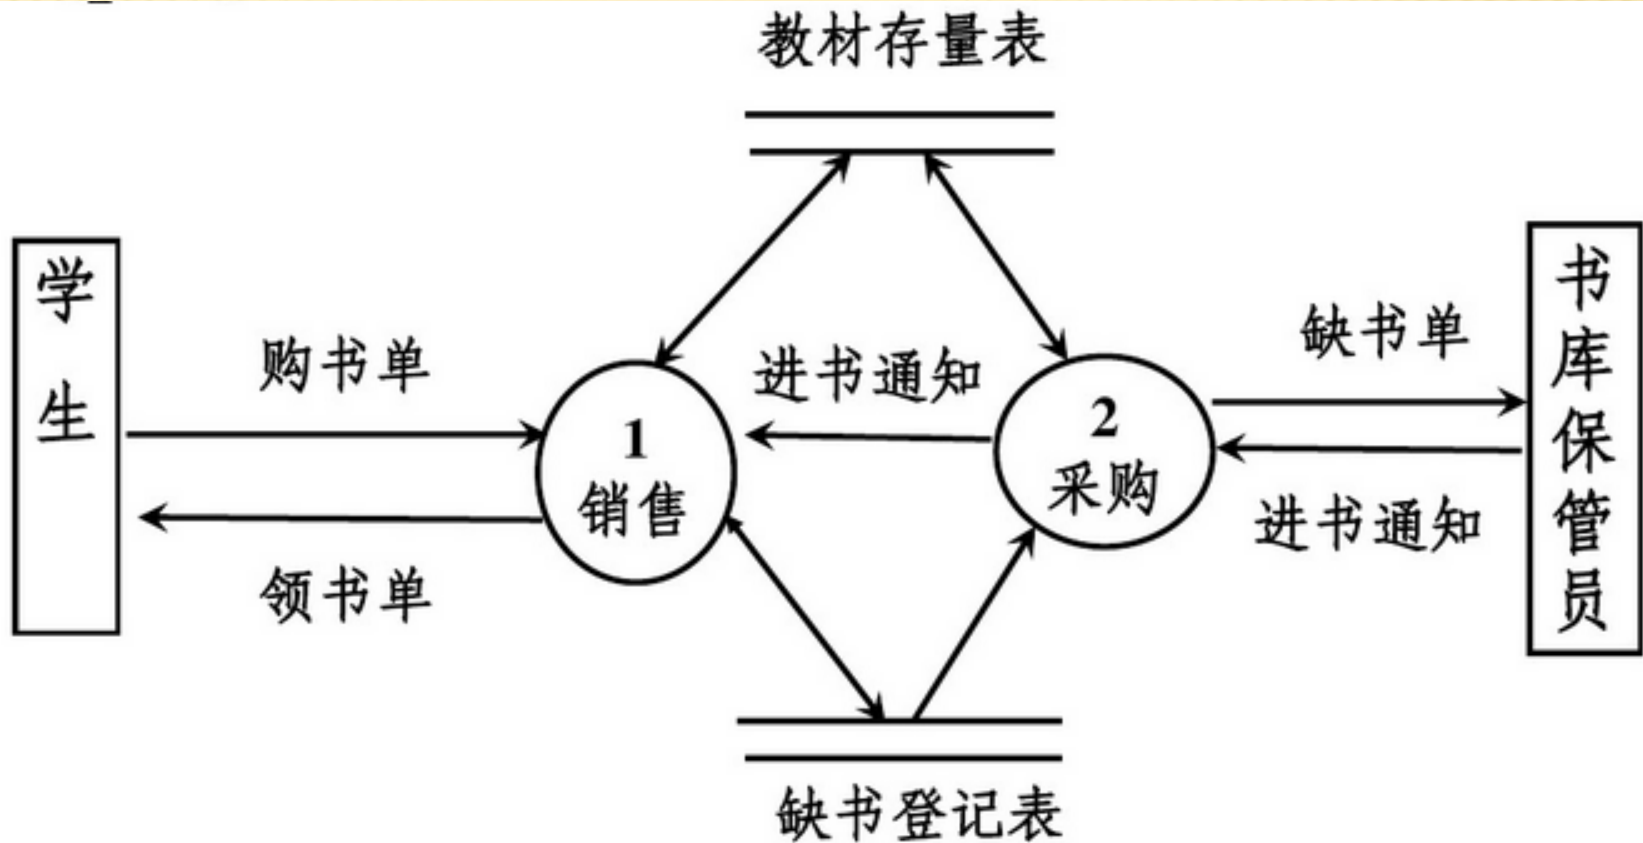 教材存量表
学生
购书单
领书单
1
销售
进书通知
2
采购
缺书单
进书通知
书库保管员
缺书登记表